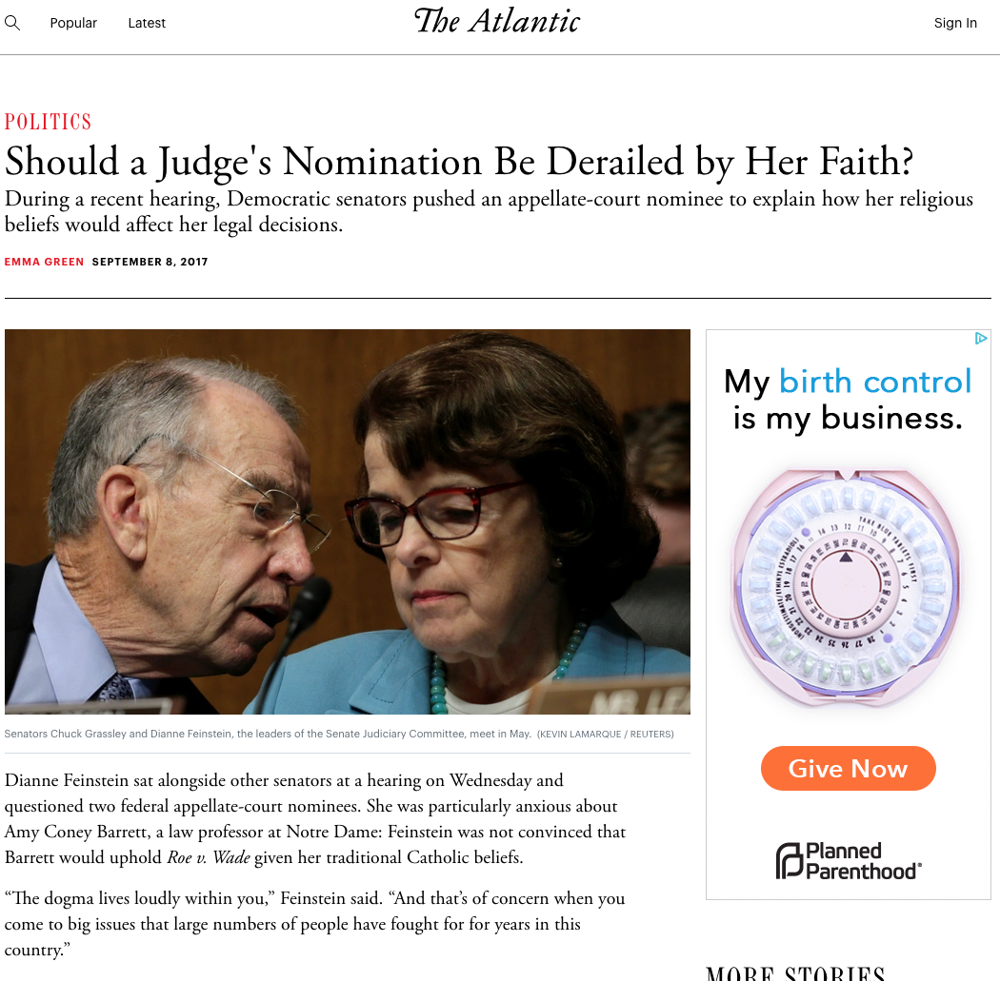 Popular
Latest
The Atlantic
Sign In
POLITICS
Should a Judge's Nomination Be Derailed by Her Faith?
During a recent hearing, Democratic senators pushed an appellate-court nominee to explain how her religious
beliefs would affect her legal decisions.
EMMA GREEN SEPTEMBER 8, 2017
Senators Chuck Grassley and Dianne Feinstein, the leaders of the Senate Judiciary Committee, meet in May. (KEVIN LAMARQUE / REUTERS)
Dianne Feinstein sat alongside other senators at a hearing on Wednesday and
questioned two federal appellate-court nominees. She was particularly anxious about
Amy Coney Barrett, a law professor at Notre Dame: Feinstein was not convinced that
Barrett would uphold Roe v. Wade given her traditional Catholic beliefs.
“The dogma lives loudly within you,” Feinstein said. “And that’s of concern when you
come to big issues that large numbers of people have fought for for years in this
country.”
My birth control
is my business.
TAKE BLUE TABLETS FIRST
Give Now
Planned
Parenthood®
MORE STORIES